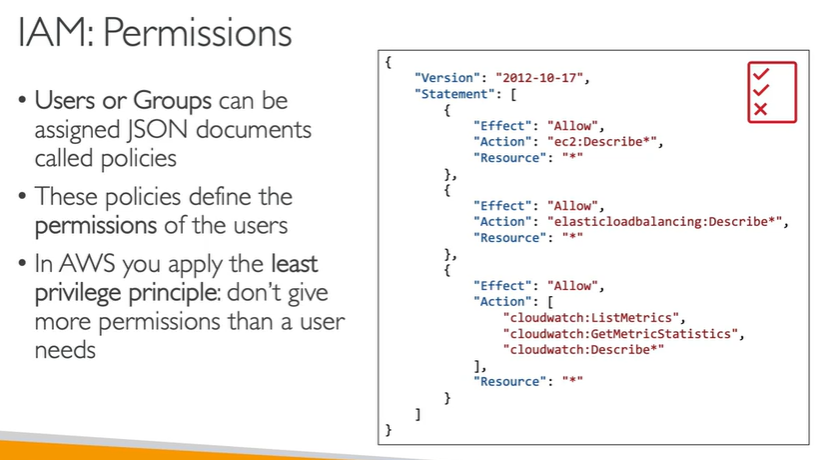 IAM: Permissions
• Users or Groups can be
assigned JSON documents
called policies
• These policies define the
permissions of the users
• In AWS you apply the least
privilege principle: don't give
more permissions than a user
needs
{
    "Version": "2012-10-17",
    "Statement": [
        {
            "Effect": "Allow",
            "Action": "ec2:Describe*",
            "Resource": "*"
        },
        {
            "Effect": "Allow",
            "Action": "elasticloadbalancing:Describe*",
            "Resource": "*"
        },
        {
            "Effect": "Allow",
            "Action": [
                "cloudwatch:ListMetrics",
                "cloudwatch:GetMetricStatistics",
                "cloudwatch:Describe*"
            ],
            "Resource": "*"
        }
    ]
}